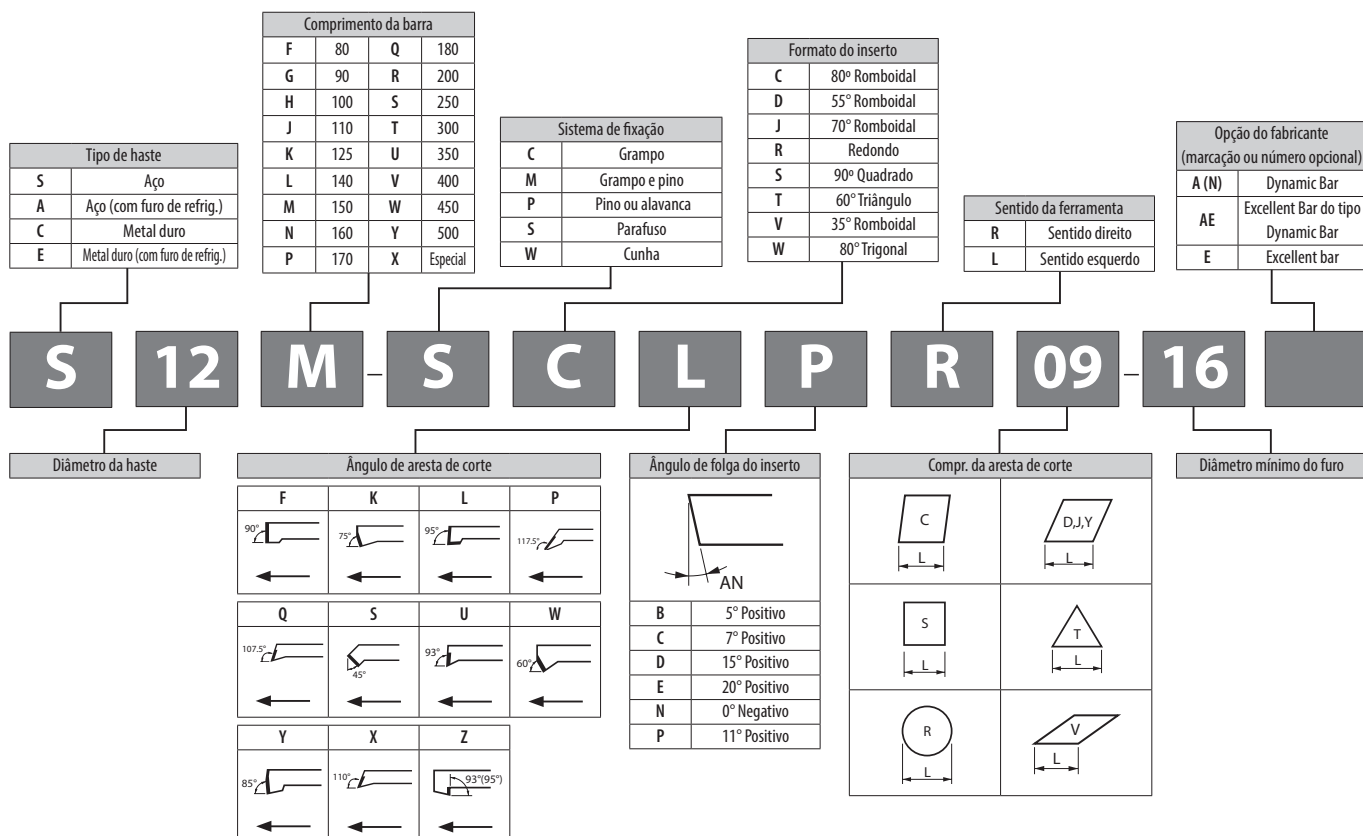 Comprimento da barra
F 80 Q 180
G 90 R 200
H 100 S 250
J 110 T 300
K 125 U 350
L 140 V 400
M 150 W 450
N 160 Y 500
P 170 X Especial
Formato do inserto
C 80º Romboidal
D 55° Romboidal
J 70° Romboidal
R Redondo
S 90º Quadrado
T 60° Triângulo
V 35° Romboidal
W 80° Trigonal
Sistema de fixação
C Grampo
M Grampo e pino
P Pino ou alavanca
S Parafuso
W Cunha
Opção do fabricante
(marcação ou número opcional)
A (N) Dynamic Bar
AE Excellent Bar do tipo
Dynamic Bar
E Excellent bar
Tipo de haste
S Aço
A Aço (com furo de refrig.)
C Metal duro
E Metal duro (com furo de refrig.)
Sentido da ferramenta
R Sentido direito
L Sentido esquerdo
S 12 M - S C L P R 09 - 16
Diâmetro da haste
Ângulo de aresta de corte
F K L P
90° 75° 95° 117.5°
Q S U W
107.5° 45° 93° 60°
Y X Z
85° 110° 93°(95°)
Ângulo de folga do inserto
AN
B 5° Positivo
C 7° Positivo
D 15° Positivo
E 20° Positivo
N 0° Negativo
P 11° Positivo
Compr. da aresta de corte
C D,J,Y
L L
S T
L L
R V
L L
Diâmetro mínimo do furo